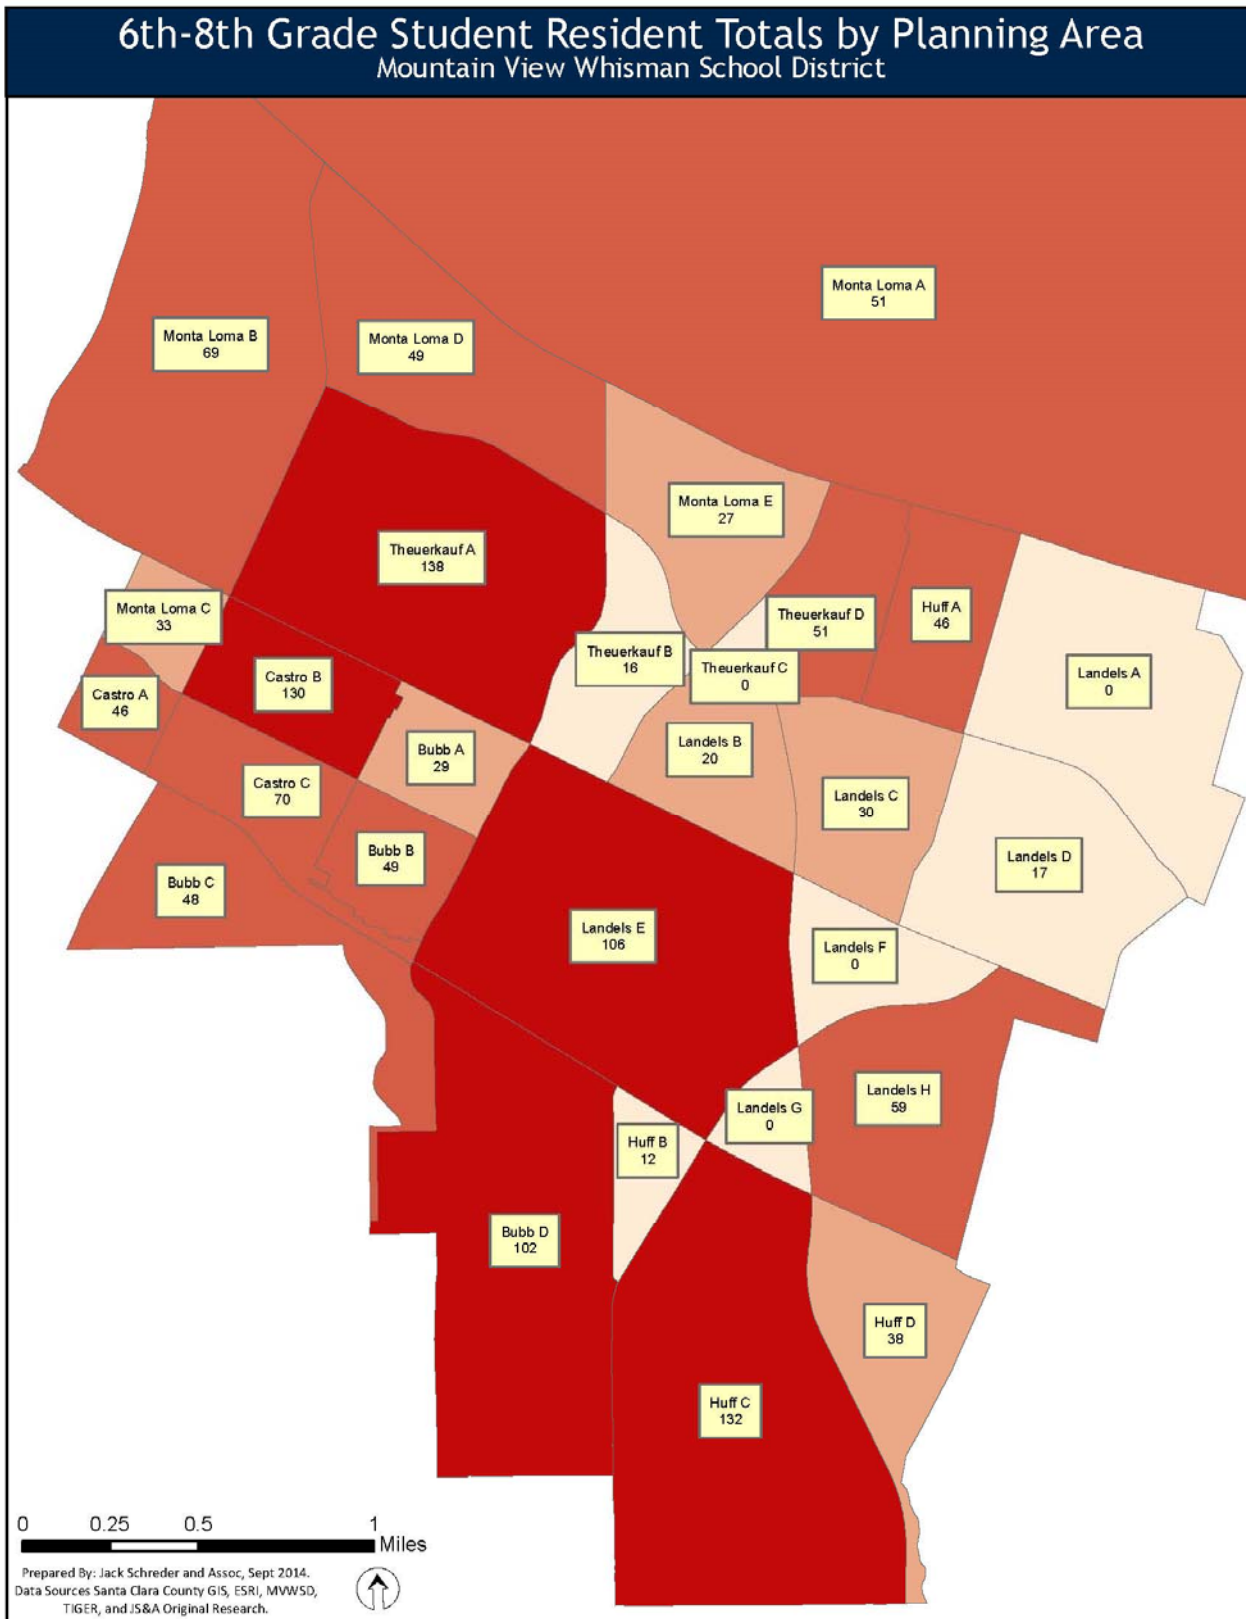 6th-8th Grade Student Resident Totals by Planning Area
Mountain View Whisman School District
Monta Loma A
51
Monta Loma B
69
Monta Loma D
49
Monta Loma E
27
Theuerkauf A
138
Monta Loma C
33
Theuerkauf D
51
Huff A
46
Theuerkauf B
16
Theuerkauf C
0
Landels A
0
Castro B
130
Castro A
46
Bubb A
29
Landels B
20
Castro C
70
Landels C
30
Bubb B
49
Landels D
17
Bubb C
48
Landels E
106
Landels F
0
Landels H
59
Landels G
0
Huff B
12
Bubb D
102
Huff D
38
Huff C
132
0 0.25 0.5 1
Miles
Prepared By: Jack Schreder and Assoc, Sept 2014.
Data Sources Santa Clara County GIS, ESRI, MVWSD,
TIGER, and JS&A Original Research.